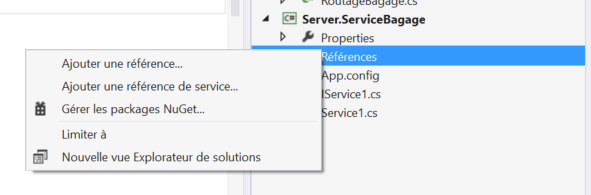 RoutageBagage.cs
Server.ServiceBagage
Properties
Références
App.config
IService1.cs
Service1.cs
Ajouter une référence...
Ajouter une référence de service...
Gérer les packages NuGet...
Limiter à
Nouvelle vue Explorateur de solutions